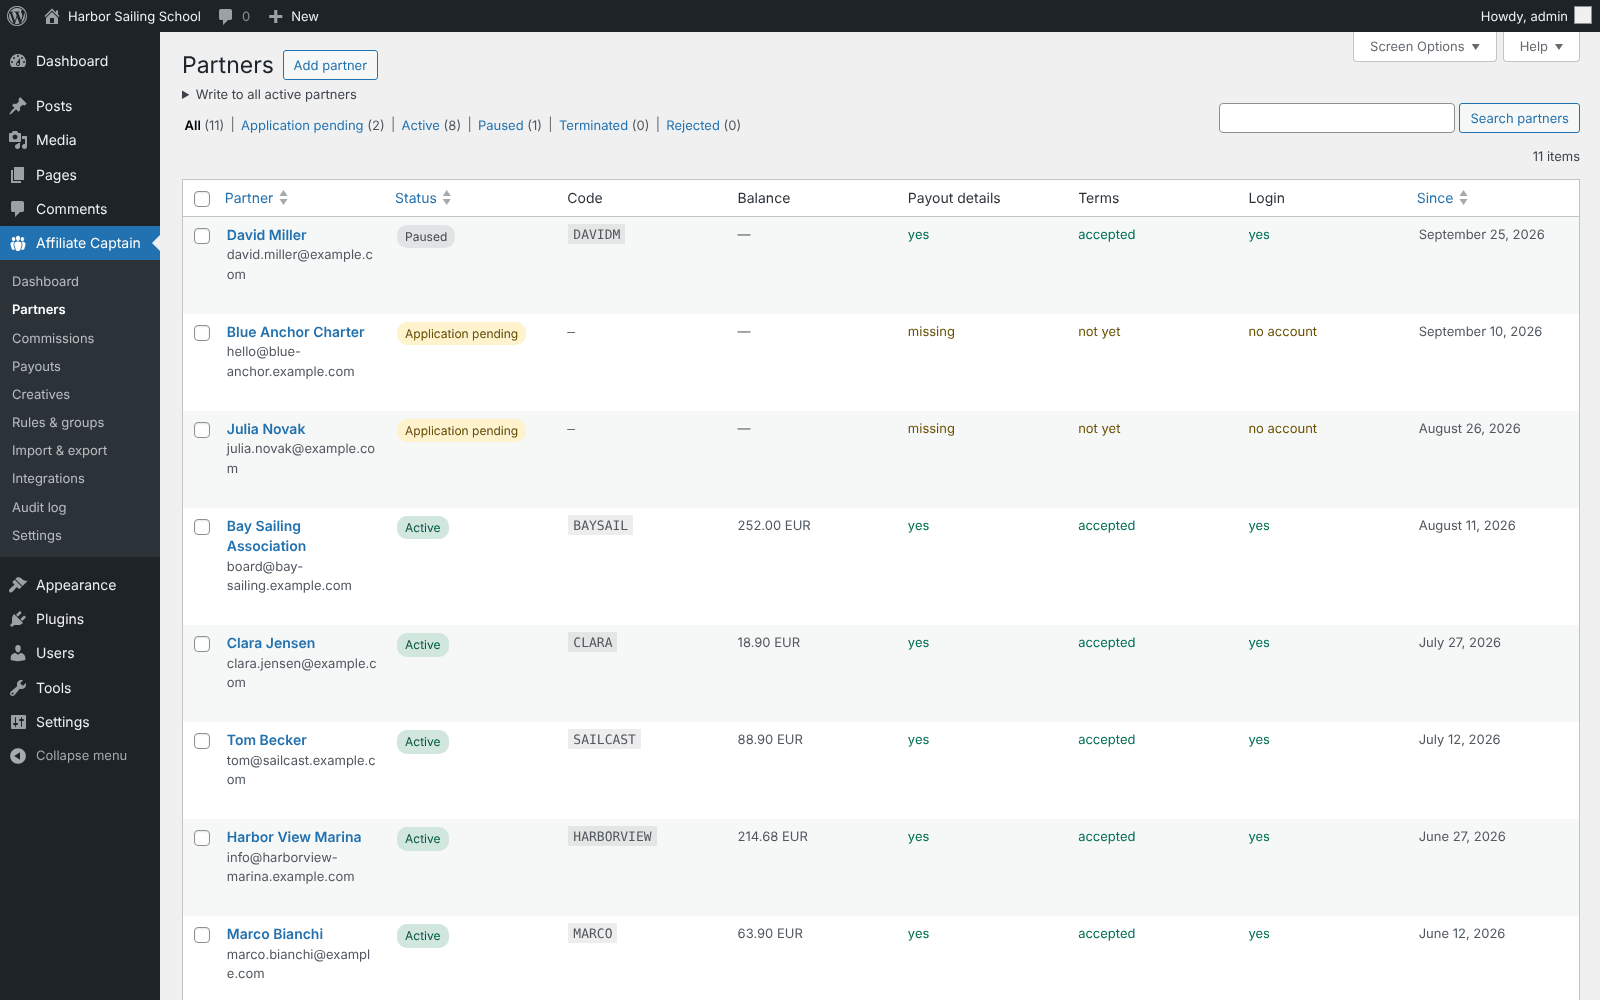 Harbor Sailing School
0
New
Howdy, admin
Dashboard
Posts
Media
Pages
Comments
Affiliate Captain
Dashboard
Partners
Commissions
Payouts
Creatives
Rules & groups
Import & export
Integrations
Audit log
Settings
Appearance
Plugins
Users
Tools
Settings
Collapse menu
Screen Options
Help
Partners
Add partner
Write to all active partners
All (11) | Application pending (2) | Active (8) | Paused (1) | Terminated (0) | Rejected (0)
Search partners
11 items
Partner Status Code Balance Payout details Terms Login Since
David Miller Paused DAVIDM — yes accepted yes September 25, 2026
david.miller@example.c
om
Blue Anchor Charter Application pending – — missing not yet no account September 10, 2026
hello@blue-
anchor.example.com
Julia Novak Application pending – — missing not yet no account August 26, 2026
julia.novak@example.co
m
Bay Sailing Active BAYSAIL 252.00 EUR yes accepted yes August 11, 2026
Association
board@bay-
sailing.example.com
Clara Jensen Active CLARA 18.90 EUR yes accepted yes July 27, 2026
clara.jensen@example.c
om
Tom Becker Active SAILCAST 88.90 EUR yes accepted yes July 12, 2026
tom@sailcast.example.c
om
Harbor View Marina Active HARBORVIEW 214.68 EUR yes accepted yes June 27, 2026
info@harborview-
marina.example.com
Marco Bianchi Active MARCO 63.90 EUR yes accepted yes June 12, 2026
marco.bianchi@exampl
e.com